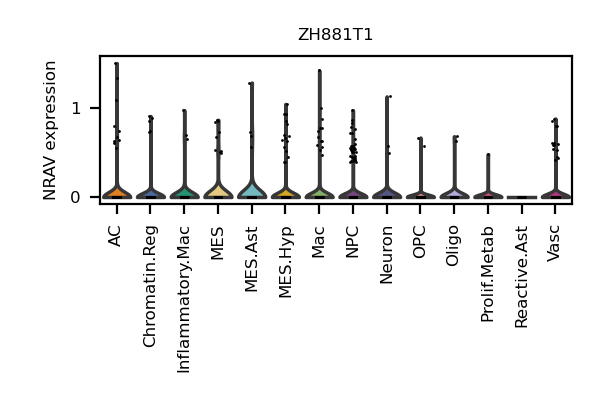 ZH881T1
NRAV expression
1
0
AC
Chromatin.Reg
Inflammatory.Mac
MES
MES.Ast
MES.Hyp
Mac
NPC
Neuron
OPC
Oligo
Prolif.Metab
Reactive.Ast
Vasc